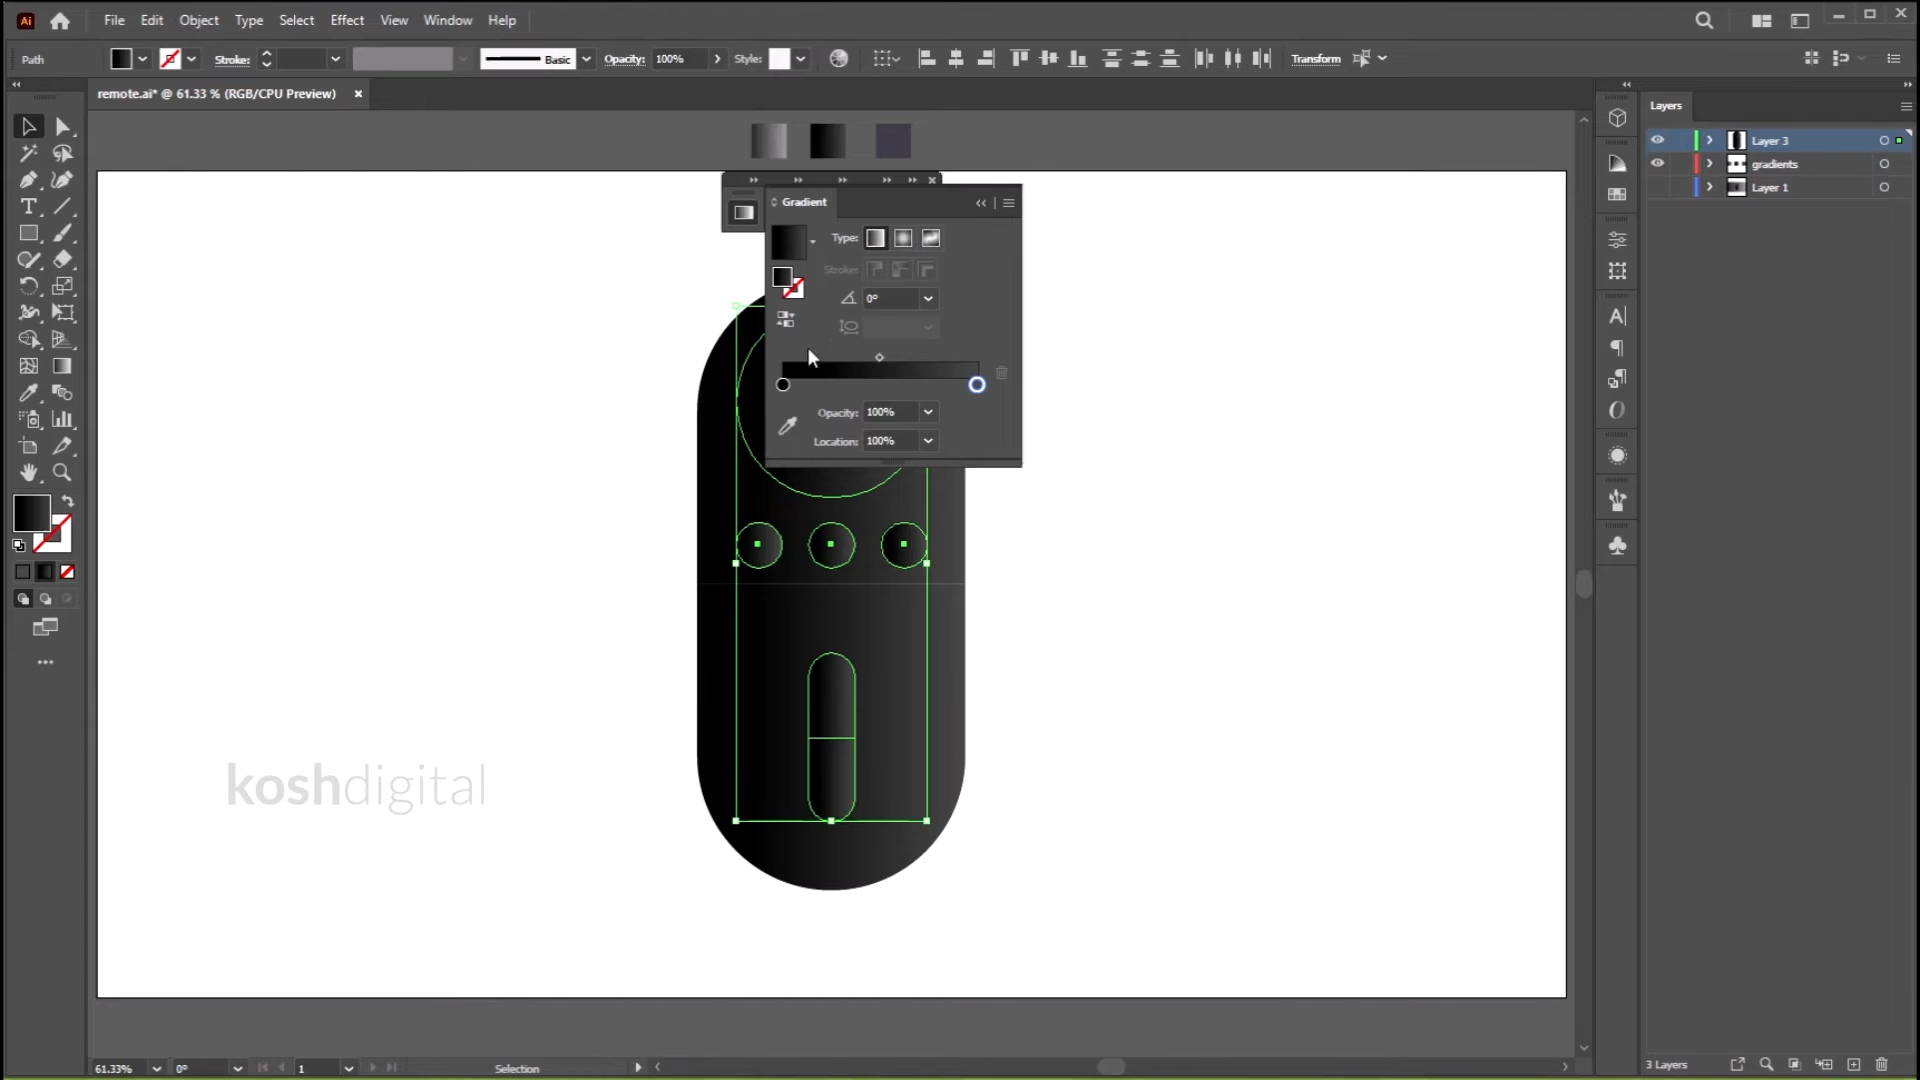 Ai File Edit Object Type Select Effect View Window Help
Path Stroke: Basic Opacity: 100% Style: Transform
remote.ai* @ 61.33 % (RGB/CPU Preview)
Layers
Layer 3
gradients
Layer 1
Gradient
Type:
Stroke:
0°
Opacity: 100%
Location: 100%
koshdigital
61.33% 0° 1 Selection
3 Layers